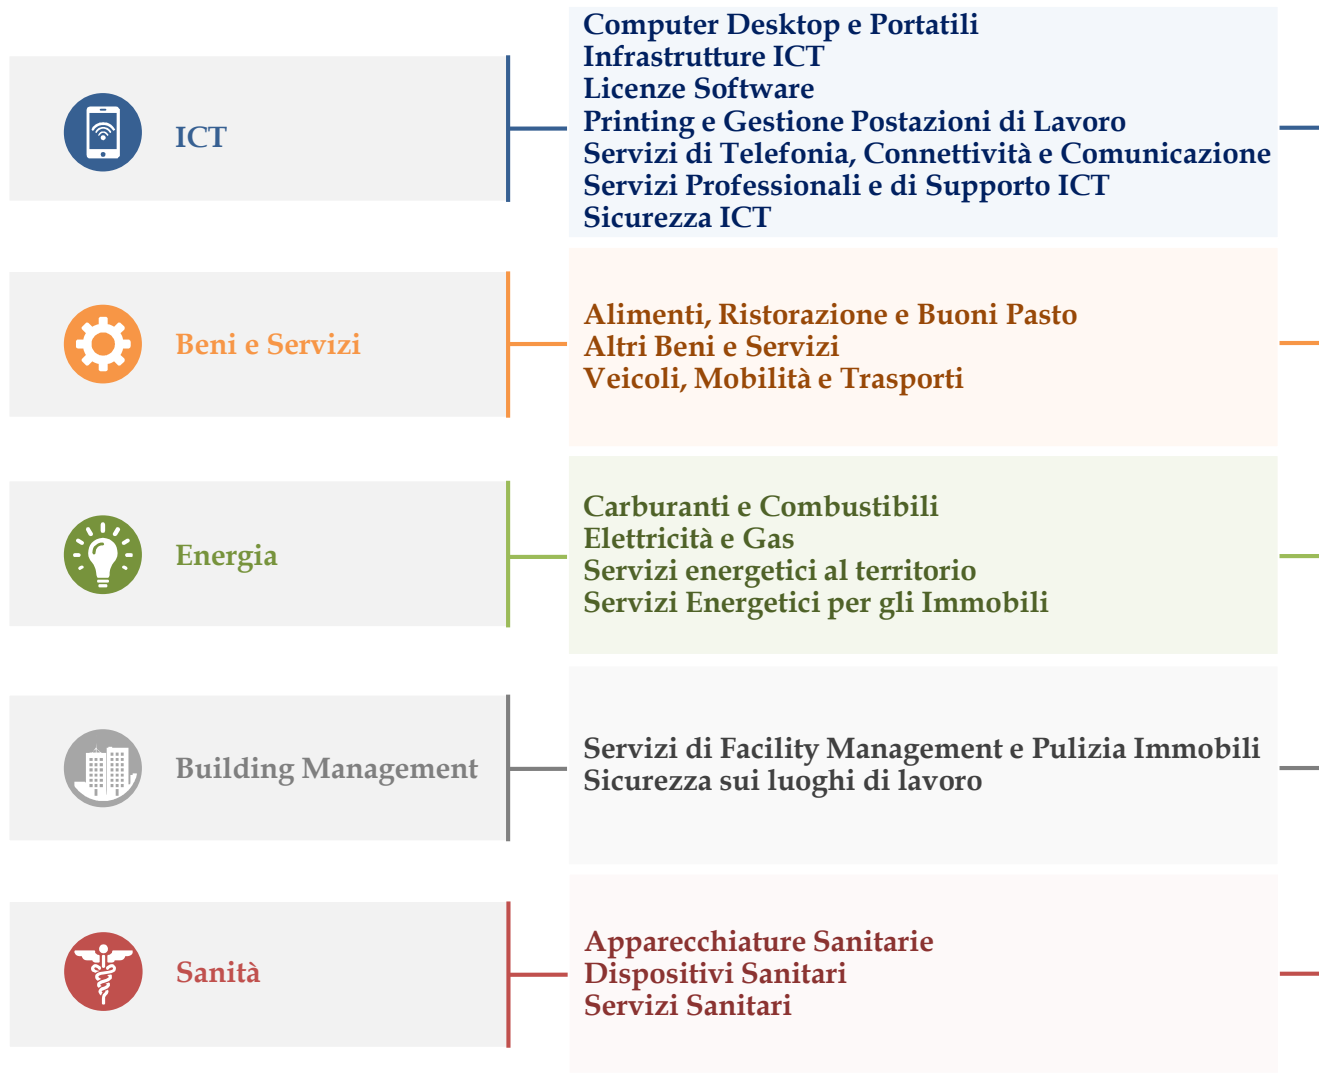 ICT
Computer Desktop e Portatili
Infrastrutture ICT
Licenze Software
Printing e Gestione Postazioni di Lavoro
Servizi di Telefonia, Connettività e Comunicazione
Servizi Professionali e di Supporto ICT
Sicurezza ICT
Beni e Servizi
Alimenti, Ristorazione e Buoni Pasto
Altri Beni e Servizi
Veicoli, Mobilità e Trasporti
Energia
Carburanti e Combustibili
Elettricità e Gas
Servizi energetici al territorio
Servizi Energetici per gli Immobili
Building Management
Servizi di Facility Management e Pulizia Immobili
Sicurezza sui luoghi di lavoro
Sanità
Apparecchiature Sanitarie
Dispositivi Sanitari
Servizi Sanitari